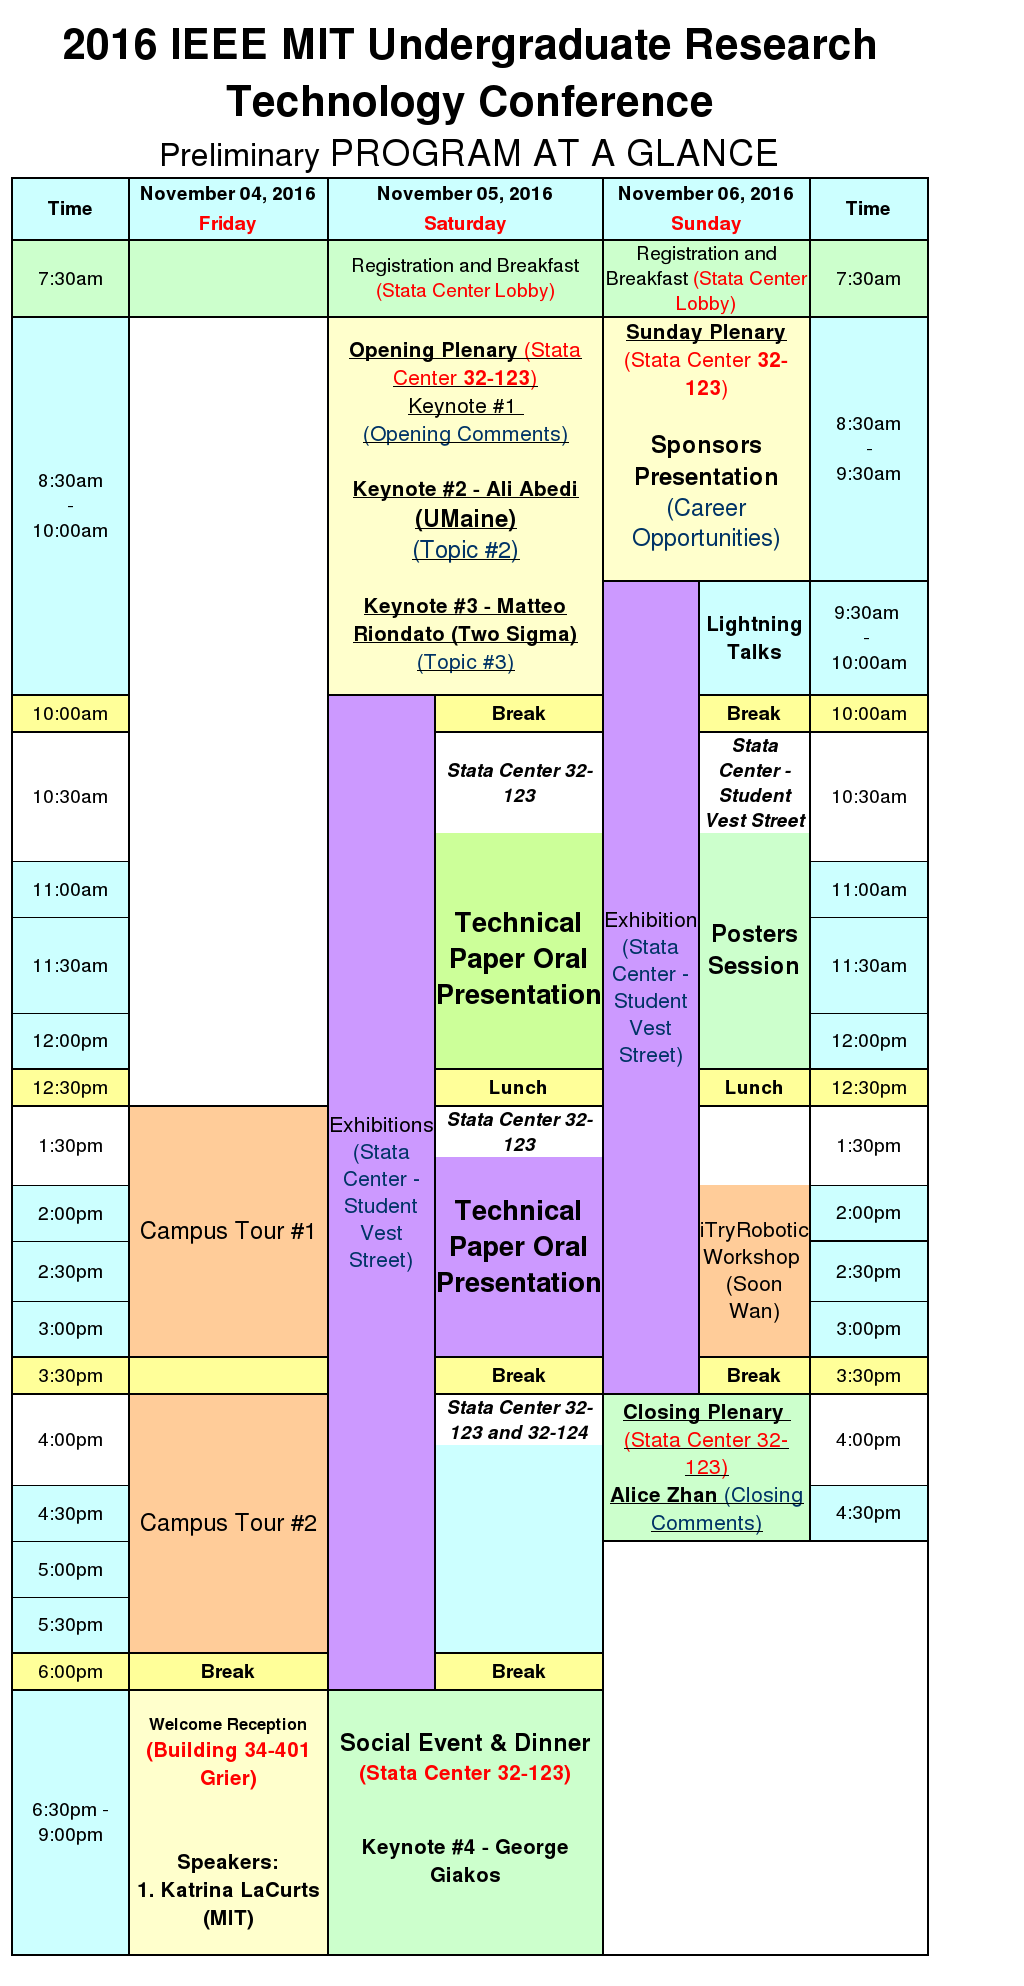 2016 IEEE MIT Undergraduate Research
Technology Conference
Preliminary PROGRAM AT A GLANCE
Time
November 04, 2016
Friday
November 05, 2016
Saturday
November 06, 2016
Sunday
Time
7:30am
Registration and Breakfast
(Stata Center Lobby)
Registration and
Breakfast (Stata Center
Lobby)
7:30am
8:30am
-
10:00am
Opening Plenary (Stata
Center 32-123)
Keynote #1
(Opening Comments)
Keynote #2 - Ali Abedi
(UMaine)
(Topic #2)
Keynote #3 - Matteo
Riondato (Two Sigma)
(Topic #3)
Sunday Plenary
(Stata Center 32-
123)
Sponsors
Presentation
(Career
Opportunities)
8:30am
-
9:30am
Lightning
Talks
9:30am
-
10:00am
10:00am
Break
Break
10:00am
10:30am
Stata Center 32-
123
Stata
Center -
Student
Vest Street
10:30am
11:00am
11:00am
Technical
Paper Oral
Presentation
Exhibition
(Stata
Center -
Student
Vest
Street)
Posters
Session
11:30am
11:30am
12:00pm
12:00pm
12:30pm
Lunch
Lunch
12:30pm
1:30pm
Exhibitions
(Stata
Center -
Student
Vest
Street)
Stata Center 32-
123
1:30pm
2:00pm
Campus Tour #1
Technical
Paper Oral
Presentation
iTryRobotic
Workshop
(Soon
Wan)
2:00pm
2:30pm
2:30pm
3:00pm
3:00pm
3:30pm
Break
Break
3:30pm
4:00pm
Stata Center 32-
123 and 32-124
Closing Plenary
(Stata Center 32-
123)
Alice Zhan (Closing
Comments)
4:00pm
4:30pm
Campus Tour #2
4:30pm
5:00pm
5:30pm
6:00pm
Break
Break
6:30pm -
9:00pm
Welcome Reception
(Building 34-401
Grier)
Speakers:
1. Katrina LaCurts
(MIT)
Social Event & Dinner
(Stata Center 32-123)
Keynote #4 - George
Giakos